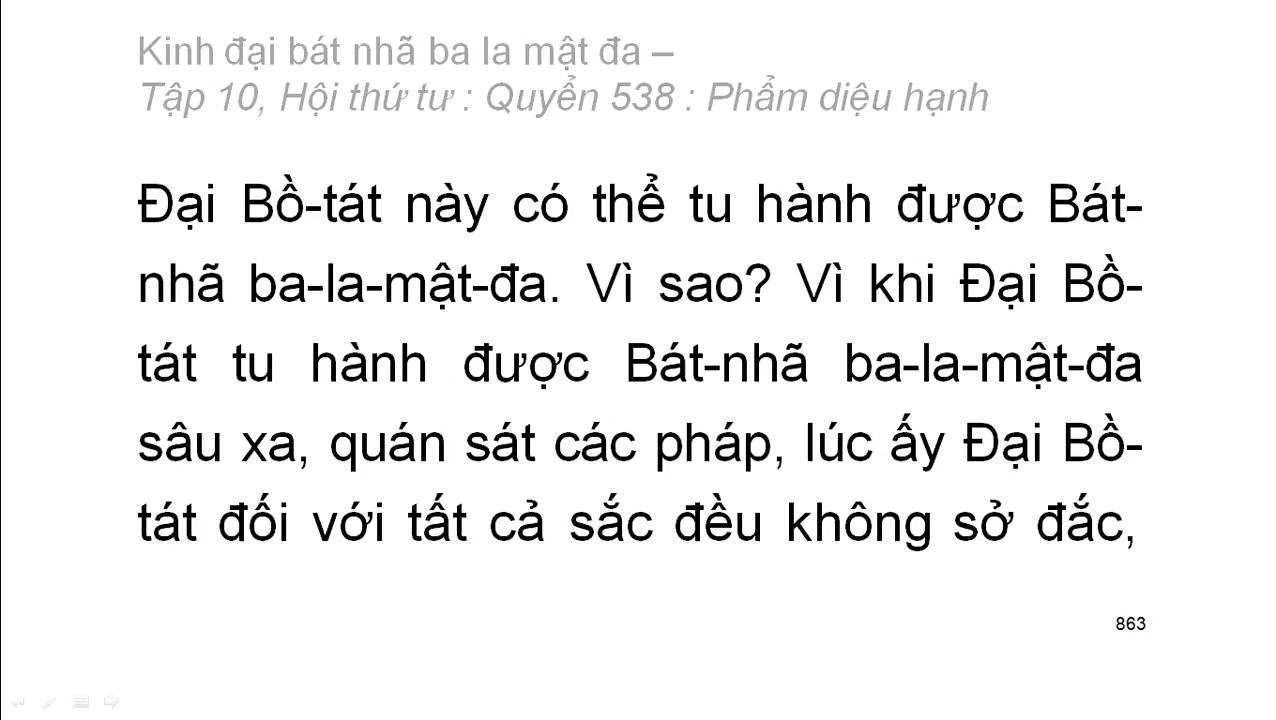 Kinh đại bát nhã ba la mật đa –
Tập 10, Hội thứ tư : Quyển 538 : Phẩm diệu hạnh
Đại Bồ-tát này có thể tu hành được Bát-
nhã ba-la-mật-đa. Vì sao? Vì khi Đại Bồ-
tát tu hành được Bát-nhã ba-la-mật-đa
sâu xa, quán sát các pháp, lúc ấy Đại Bồ-
tát đối với tất cả sắc đều không sở đắc,
863